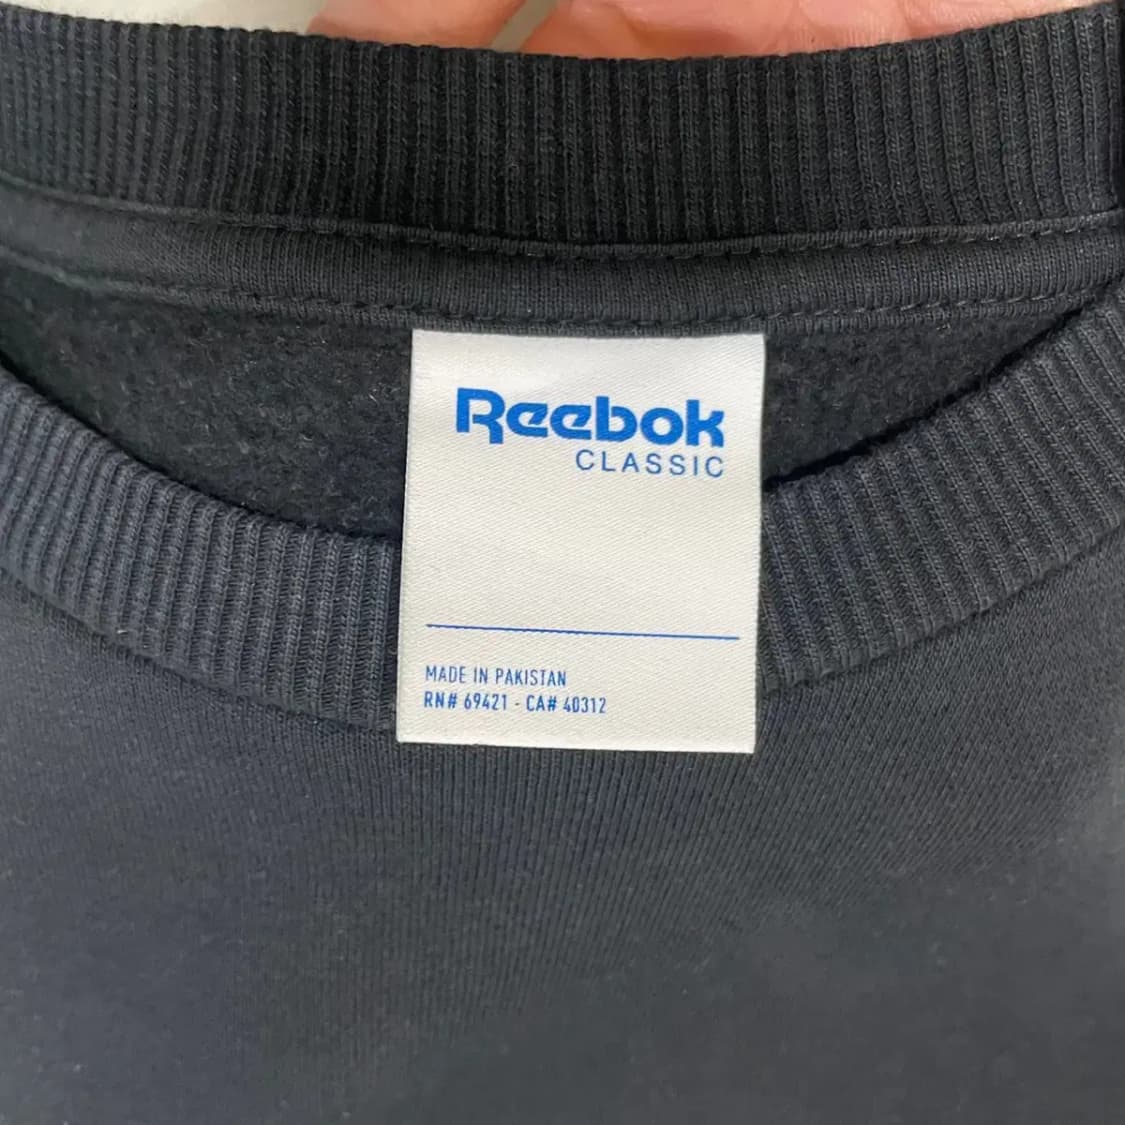 Reebok
CLASSIC
MADE IN PAKISTAN
RN# 69421 - CA# 40312